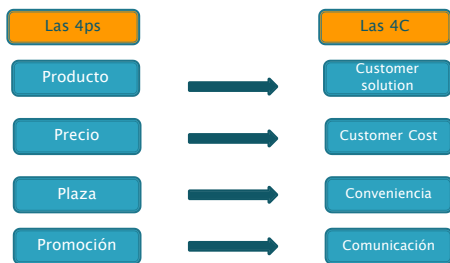 Las 4ps
Las 4C
Producto
Customer
solution
Precio
Customer Cost
Plaza
Conveniencia
Promoción
Comunicación